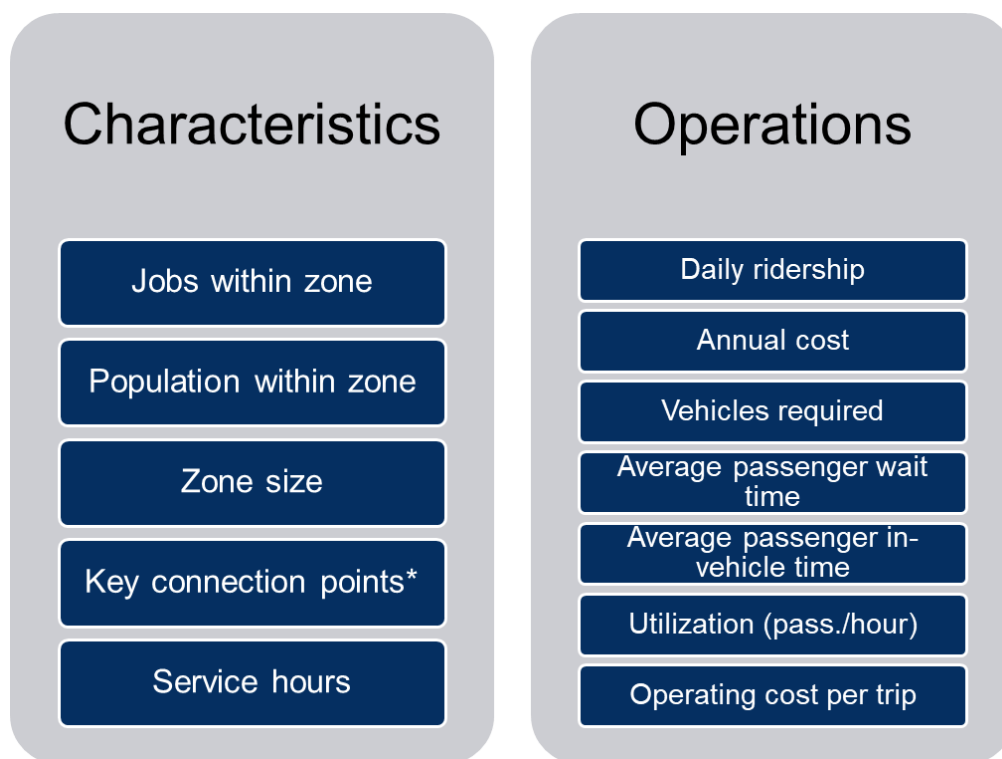 Characteristics
Jobs within zone
Population within zone
Zone size
Key connection points*
Service hours
Operations
Daily ridership
Annual cost
Vehicles required
Average passenger wait
time
Average passenger in-
vehicle time
Utilization (pass./hour)
Operating cost per trip